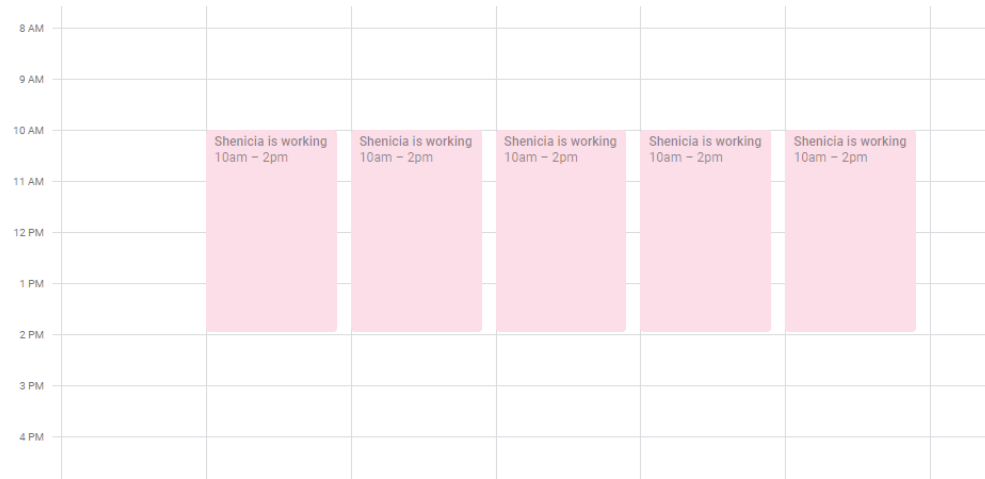 8 AM
9 AM
10 AM
Shenicia is working
10am – 2pm
Shenicia is working
10am – 2pm
Shenicia is working
10am – 2pm
Shenicia is working
10am – 2pm
Shenicia is working
10am – 2pm
11 AM
12 PM
1 PM
2 PM
3 PM
4 PM